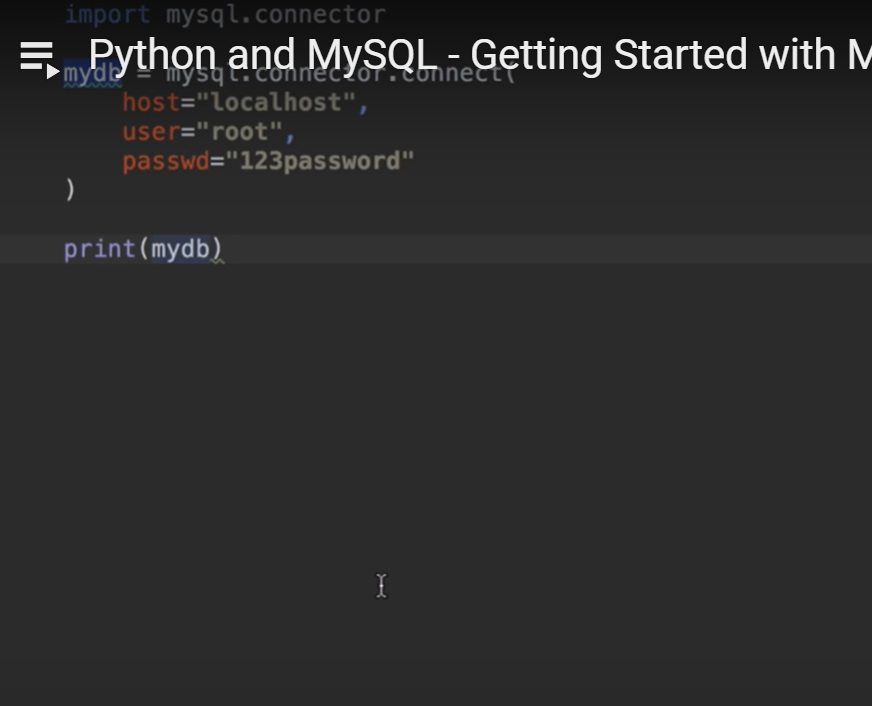 import mysql.connector
Python and MySQL - Getting Started with M
mydb = mysql.connector.connect(
host="localhost",
user="root",
passwd="123password"
)
print(mydb)